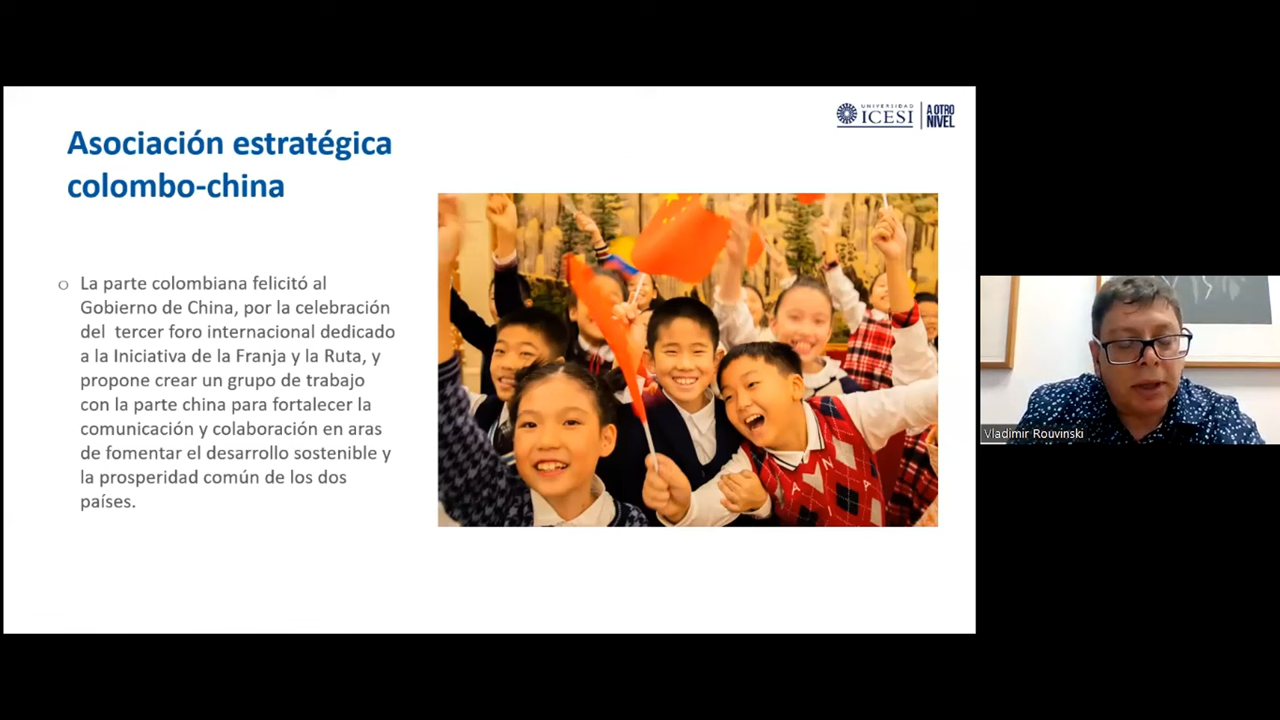 UNIVERSIDAD
ICESI
A OTRO
NIVEL
Asociación estratégica
colombo-china
o La parte colombiana felicitó al
Gobierno de China, por la celebración
del tercer foro internacional dedicado
a la Iniciativa de la Franja y la Ruta, y
propone crear un grupo de trabajo
con la parte china para fortalecer la
comunicación y colaboración en aras
de fomentar el desarrollo sostenible y
la prosperidad común de los dos
países.
Vladimir Rouvinski